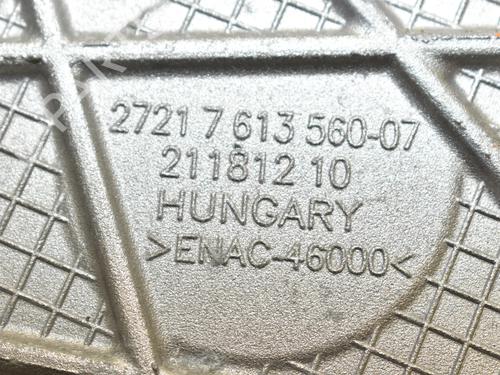 2721 7 613 560-07
211812 10
HUNGARY
>ENAC-46000<